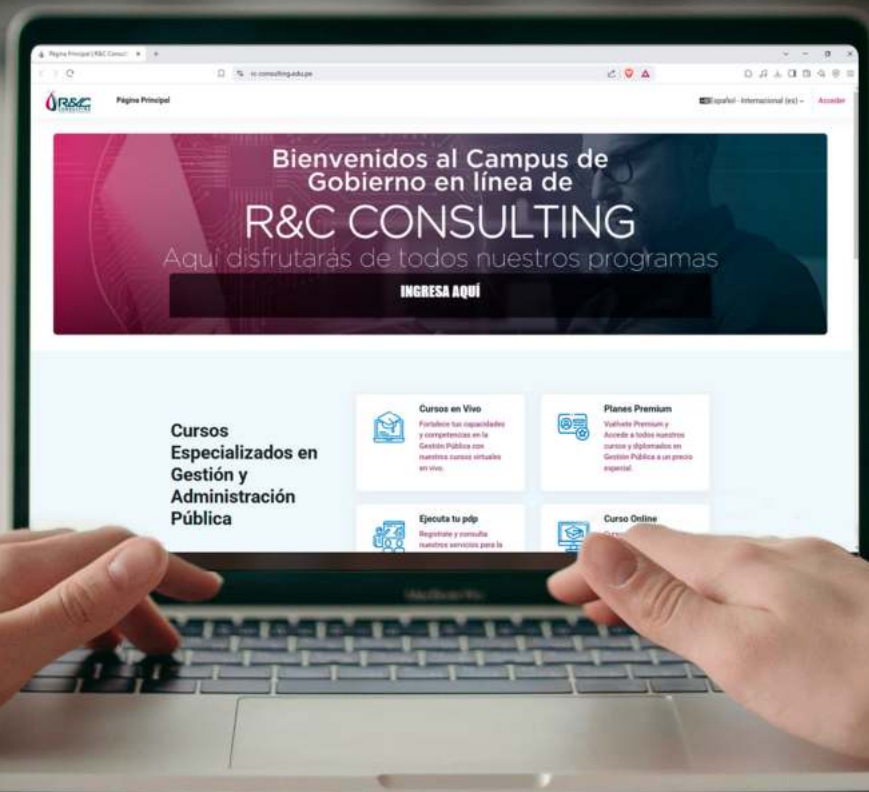 Página Principal | R&C Consult
rc-consulting.edu.pe
R&C
CONSULTING
Página Principal
Español - Internacional (es)
Acceder
Bienvenidos al Campus de
Gobierno en línea de
R&C CONSULTING
Aquí disfrutarás de todos nuestros programas
INGRESA AQUÍ
Cursos
Especializados en
Gestión y
Administración
Pública
Cursos en Vivo
Fortalece tus capacidades
y competencias en la
Gestión Pública con
nuestros cursos virtuales
en vivo.
Planes Premium
Vuélvete Premium y
Accede a todos nuestros
cursos y diplomados en
Gestión Pública a un precio
especial.
Ejecuta tu pdp
Regístrate y consulta
nuestros servicios para la
Curso Online
MacBook Pro